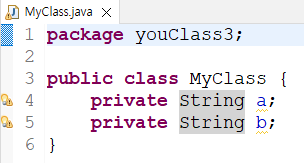 MyClass.java
1 package youClass3;
2
3 public class MyClass {
4     private String a;
5     private String b;
6 }